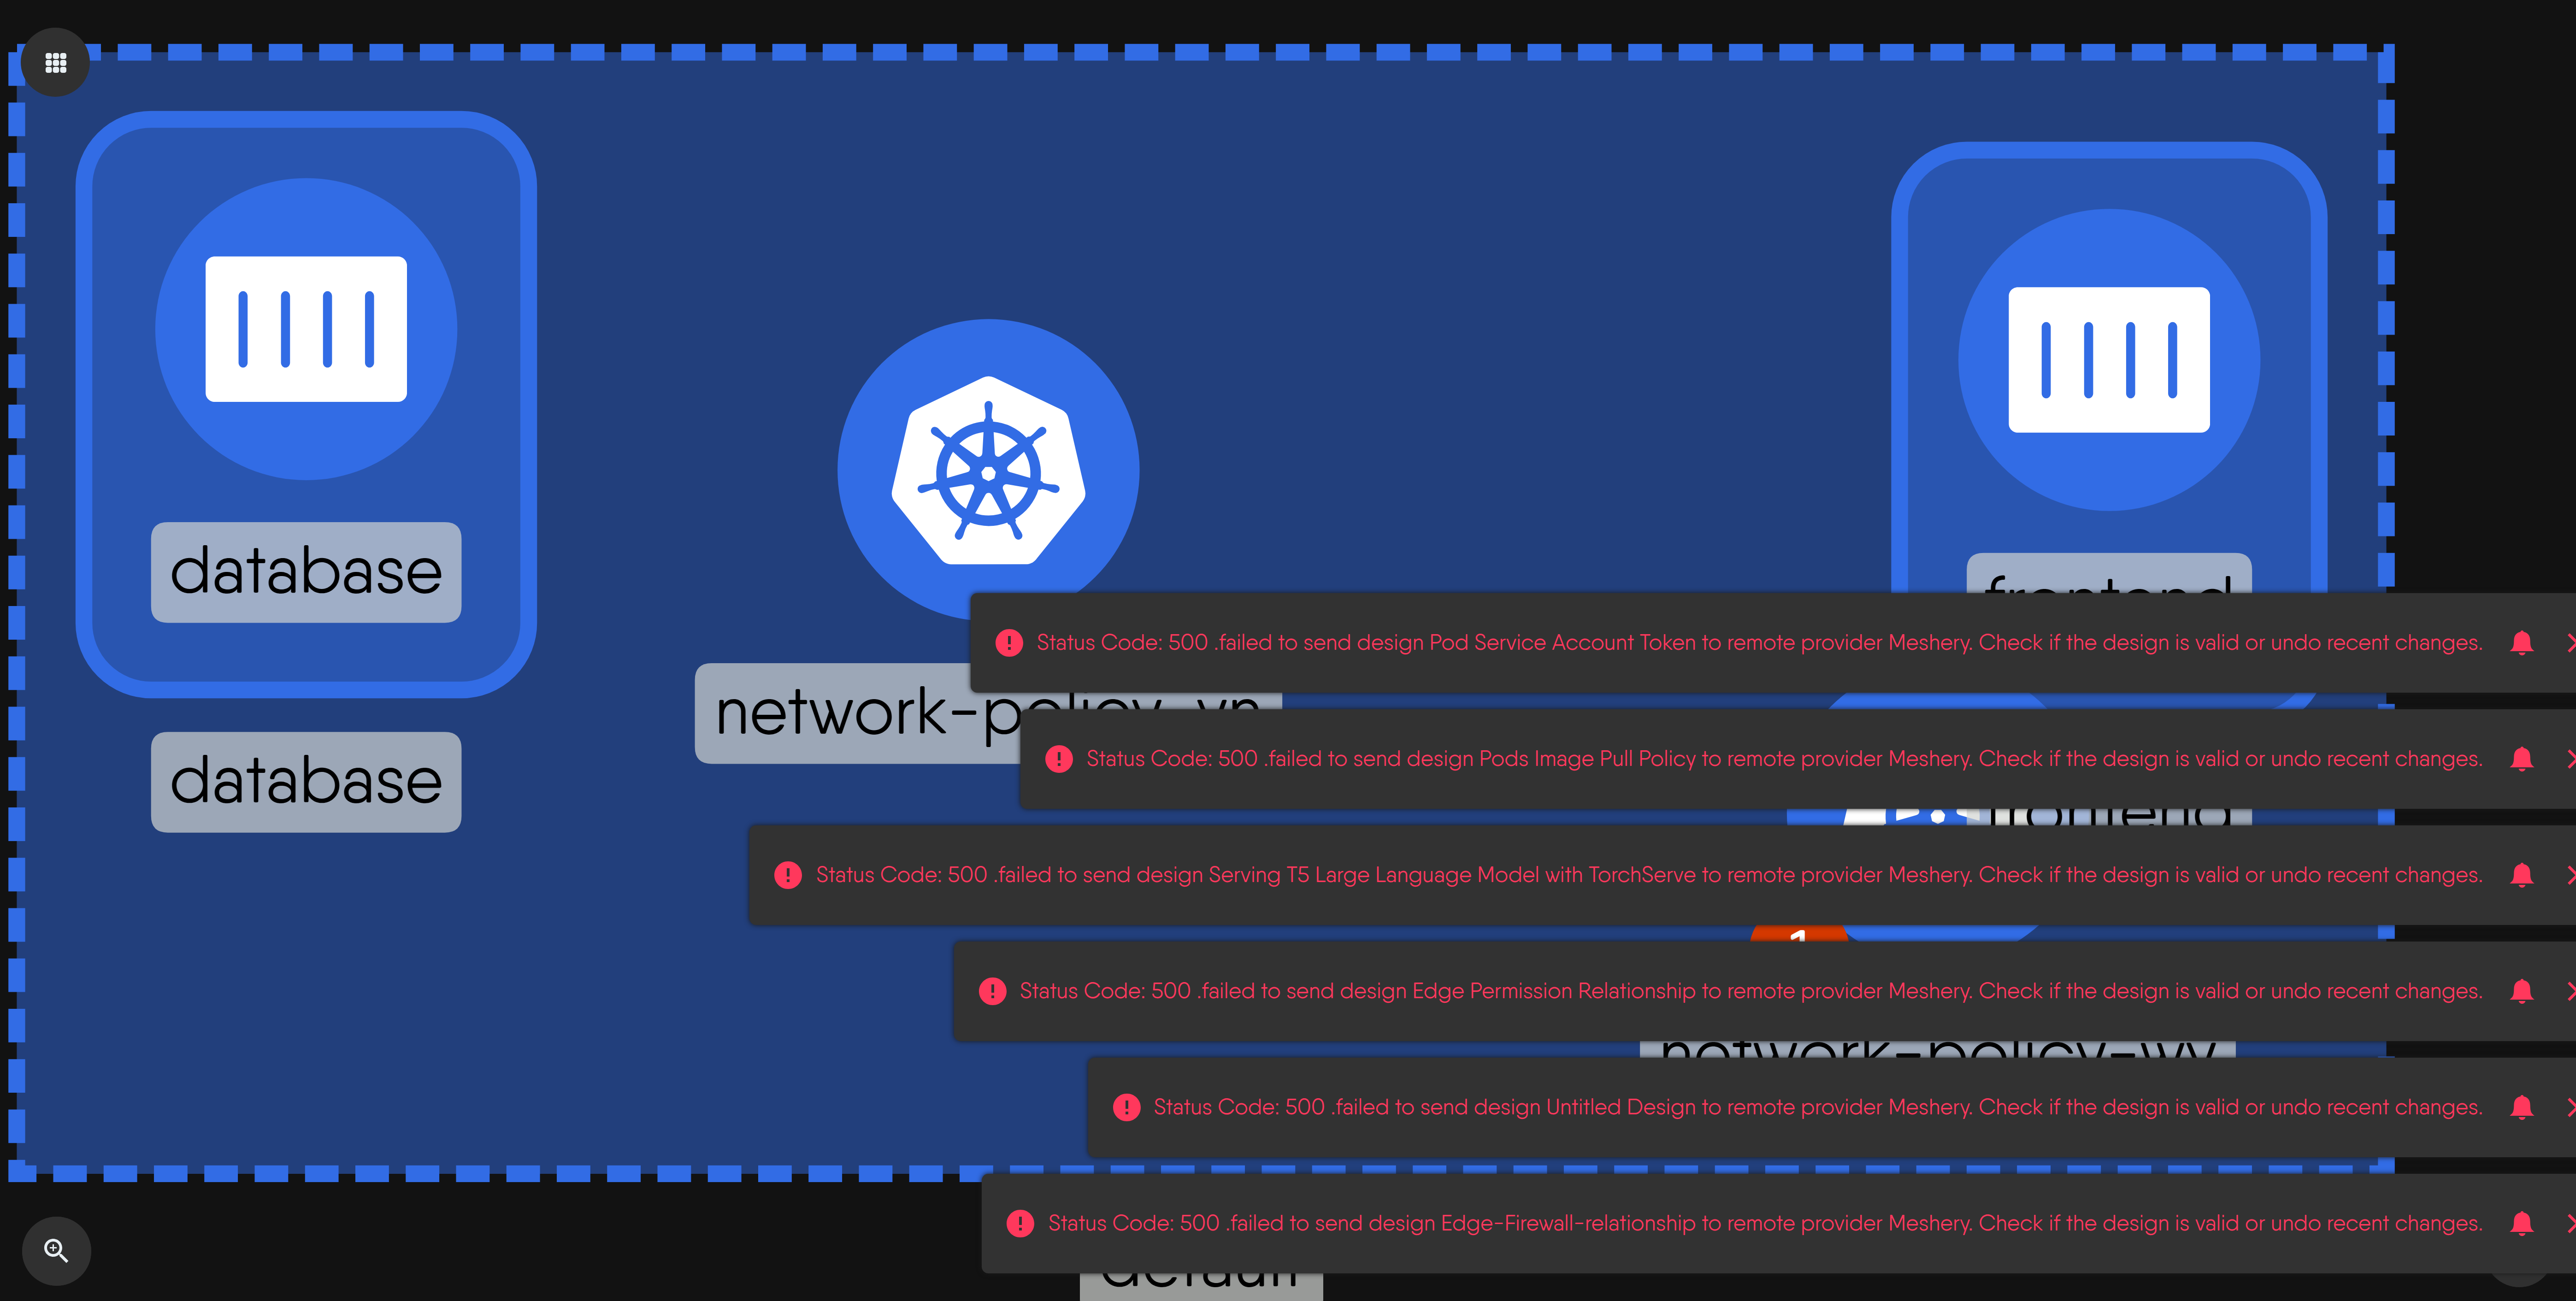 database
database
frontend
network-policy-yn
frontend
1
network-policy-wv
default
Status Code: 500 .failed to send design Pod Service Account Token to remote provider Meshery. Check if the design is valid or undo recent changes.
Status Code: 500 .failed to send design Pods Image Pull Policy to remote provider Meshery. Check if the design is valid or undo recent changes.
Status Code: 500 .failed to send design Serving T5 Large Language Model with TorchServe to remote provider Meshery. Check if the design is valid or undo recent changes.
Status Code: 500 .failed to send design Edge Permission Relationship to remote provider Meshery. Check if the design is valid or undo recent changes.
Status Code: 500 .failed to send design Untitled Design to remote provider Meshery. Check if the design is valid or undo recent changes.
Status Code: 500 .failed to send design Edge-Firewall-relationship to remote provider Meshery. Check if the design is valid or undo recent changes.